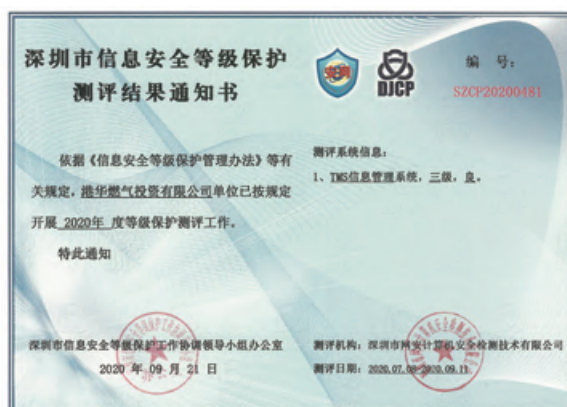 深圳市信息安全等级保护
测评结果通知书
DJCP
编 号:
SZCP20200481
依据《信息安全等级保护管理办法》等有
关规定,港华燃气投资有限公司单位已按规定
开展 2020年 度等级保护测评工作。
特此通知
深圳市信息安全等级保护工作协调领导小组办公室
2020 年 09 月 21 日
测评系统信息:
1、TMS信息管理系统,三级,良。
测评机构: 深圳市网安计算机安全检测技术有限公司
测评日期: 2020.07.08-2020.09.11